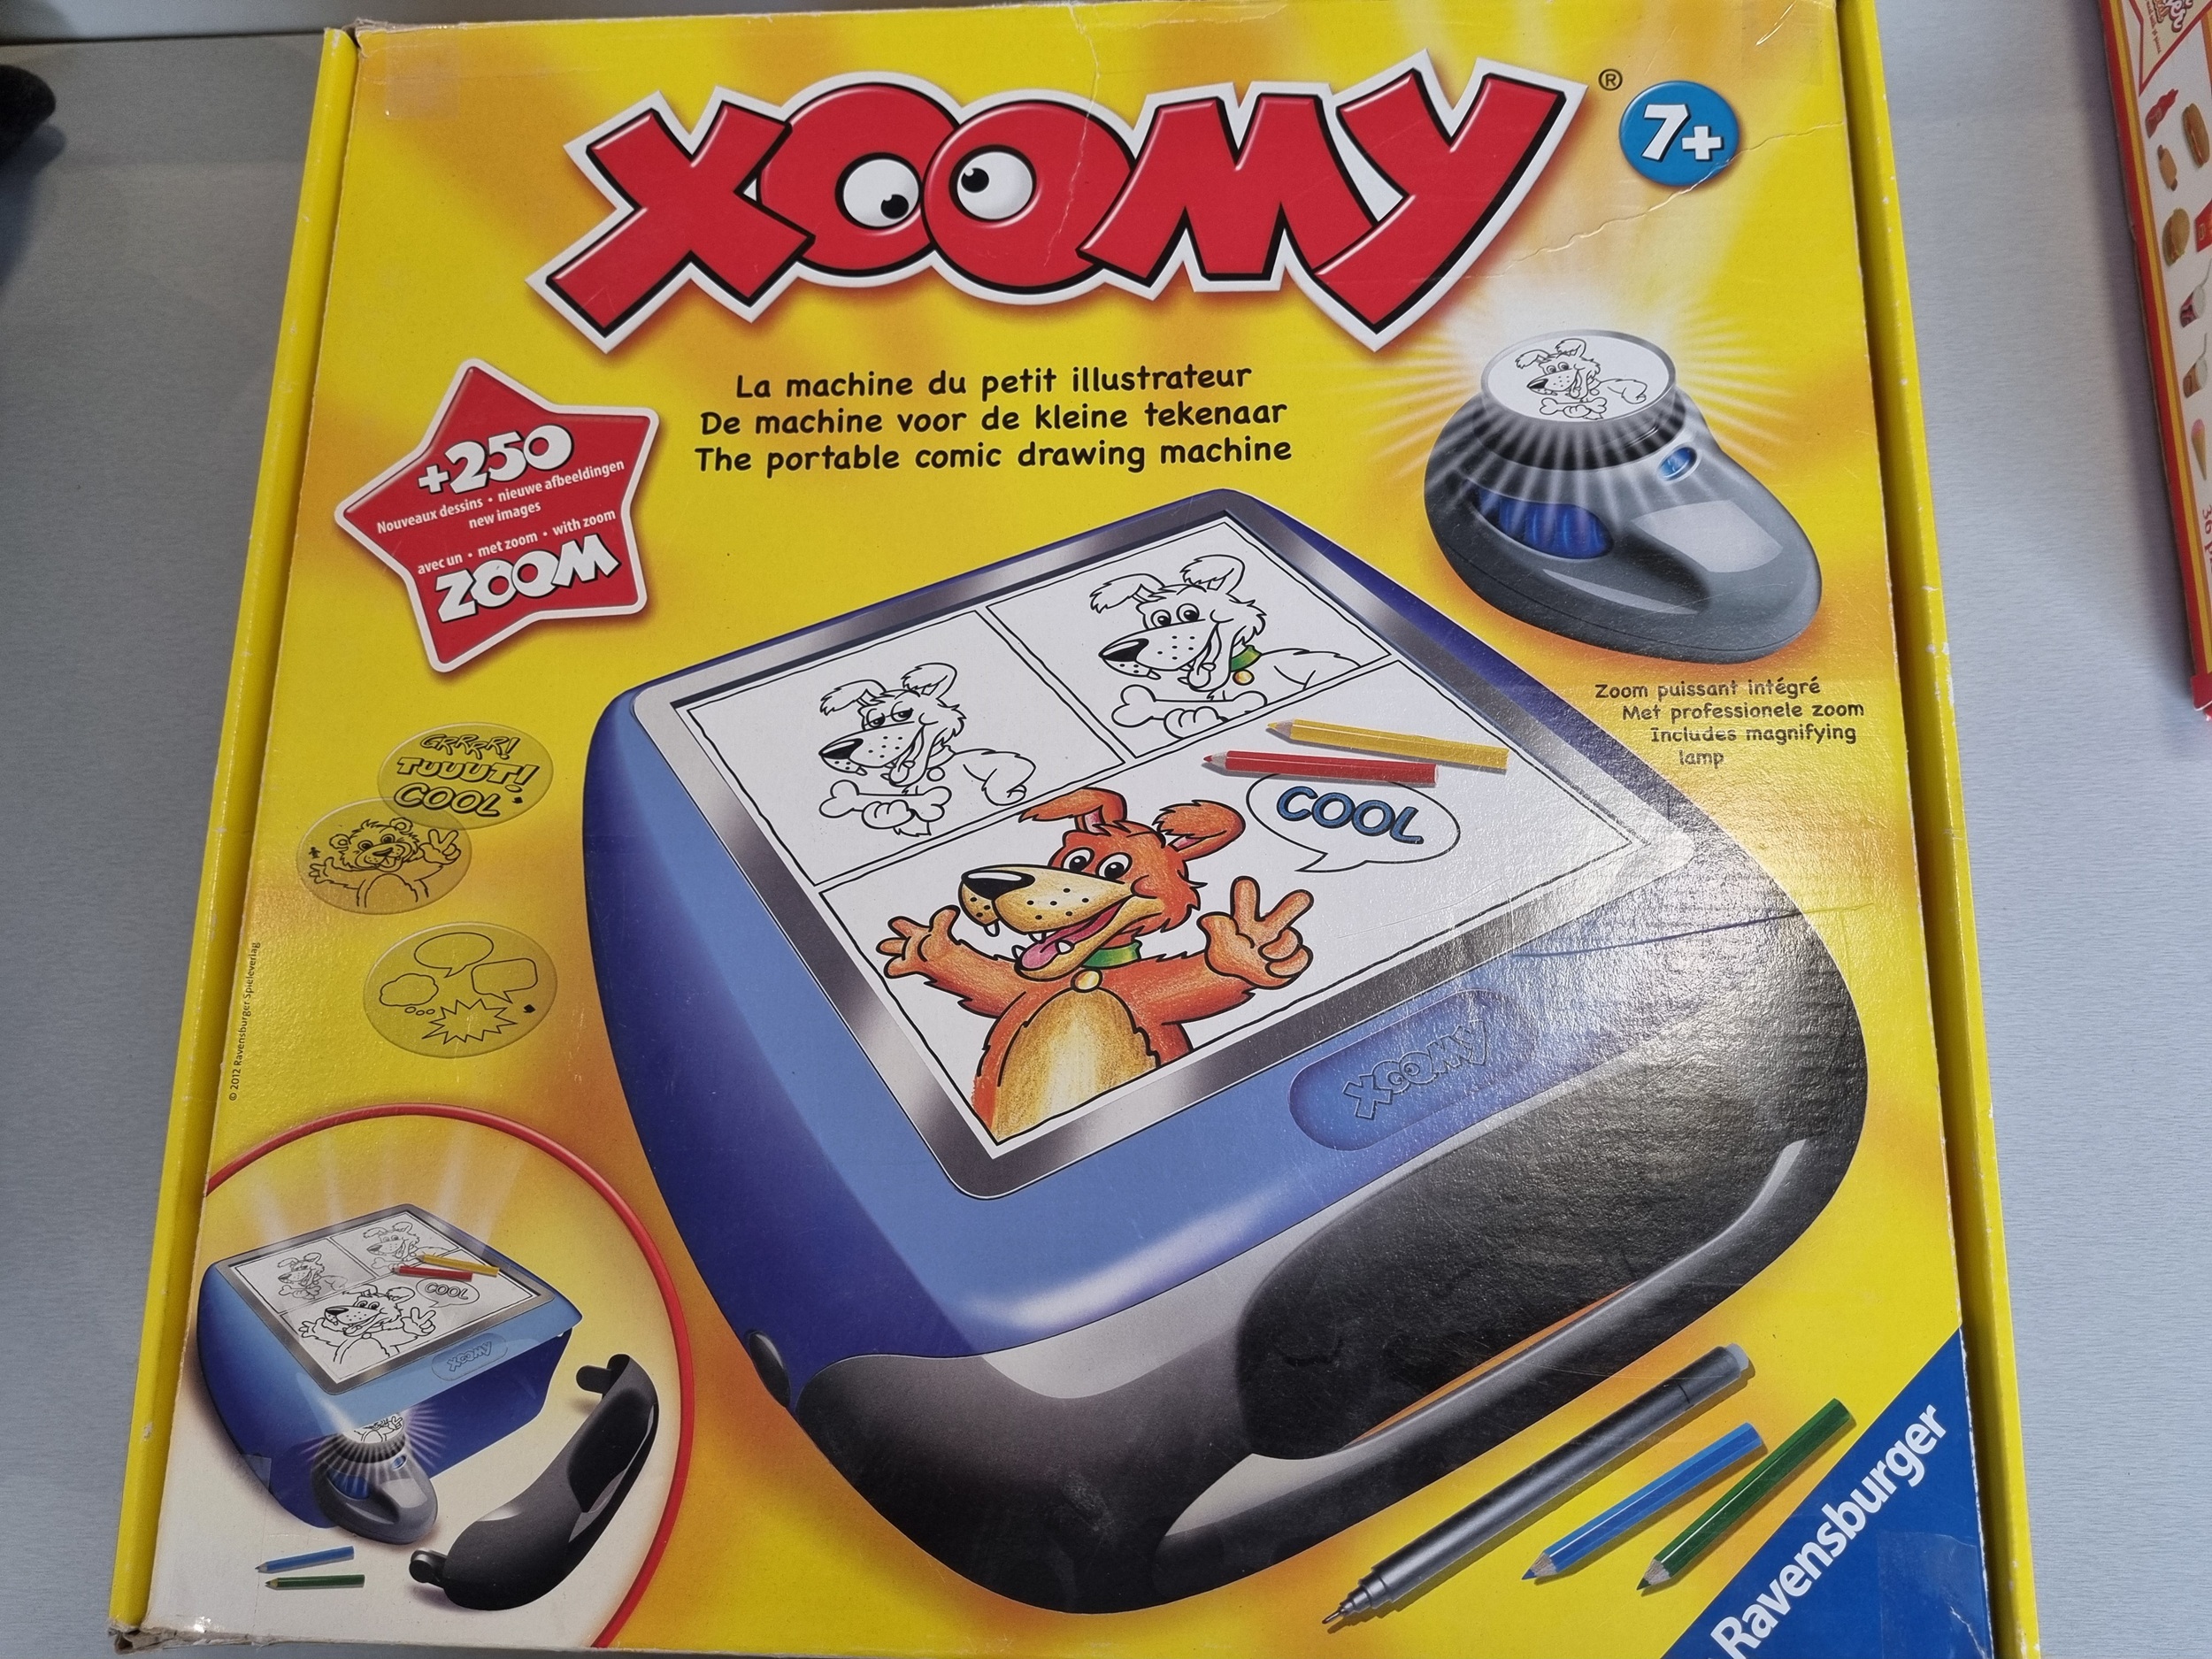 XOOMY®
7+
La machine du petit illustrateur
De machine voor de kleine tekenaar
The portable comic drawing machine
+250
Nouveaux dessins • nieuwe afbeeldingen
new images
avec un • met zoom • with zoom
ZOOM
Zoom puissant intégré
Met professionele zoom
Includes magnifying
lamp
GRRRR!
TUUUT!
COOL
COOL
XOOMY
© 2012 Ravensburger Spieleverlag
COOL
XOOMY
Ravensburger